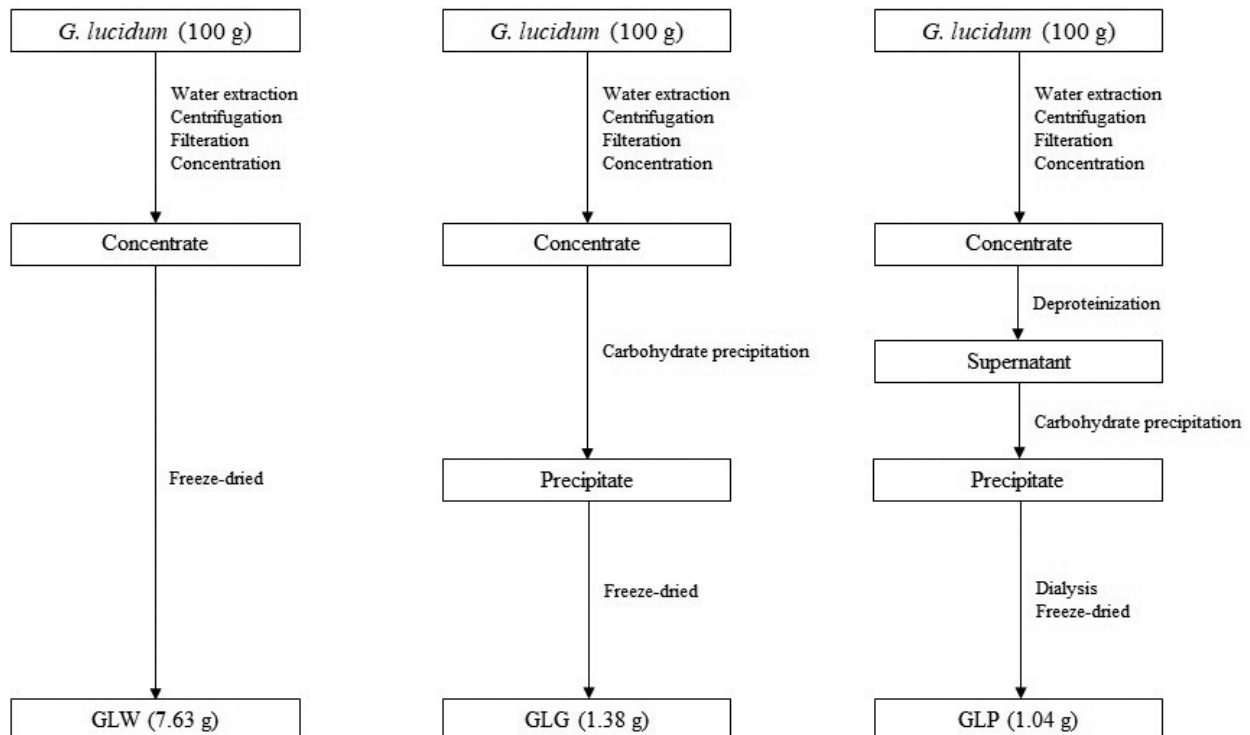 G. lucidum (100 g)
Water extraction
Centrifugation
Filteration
Concentration
Concentrate
Freeze-dried
GLW (7.63 g)
G. lucidum (100 g)
Water extraction
Centrifugation
Filteration
Concentration
Concentrate
Carbohydrate precipitation
Precipitate
Freeze-dried
GLG (1.38 g)
G. lucidum (100 g)
Water extraction
Centrifugation
Filteration
Concentration
Concentrate
Deproteinization
Supernatant
Carbohydrate precipitation
Precipitate
Dialysis
Freeze-dried
GLP (1.04 g)